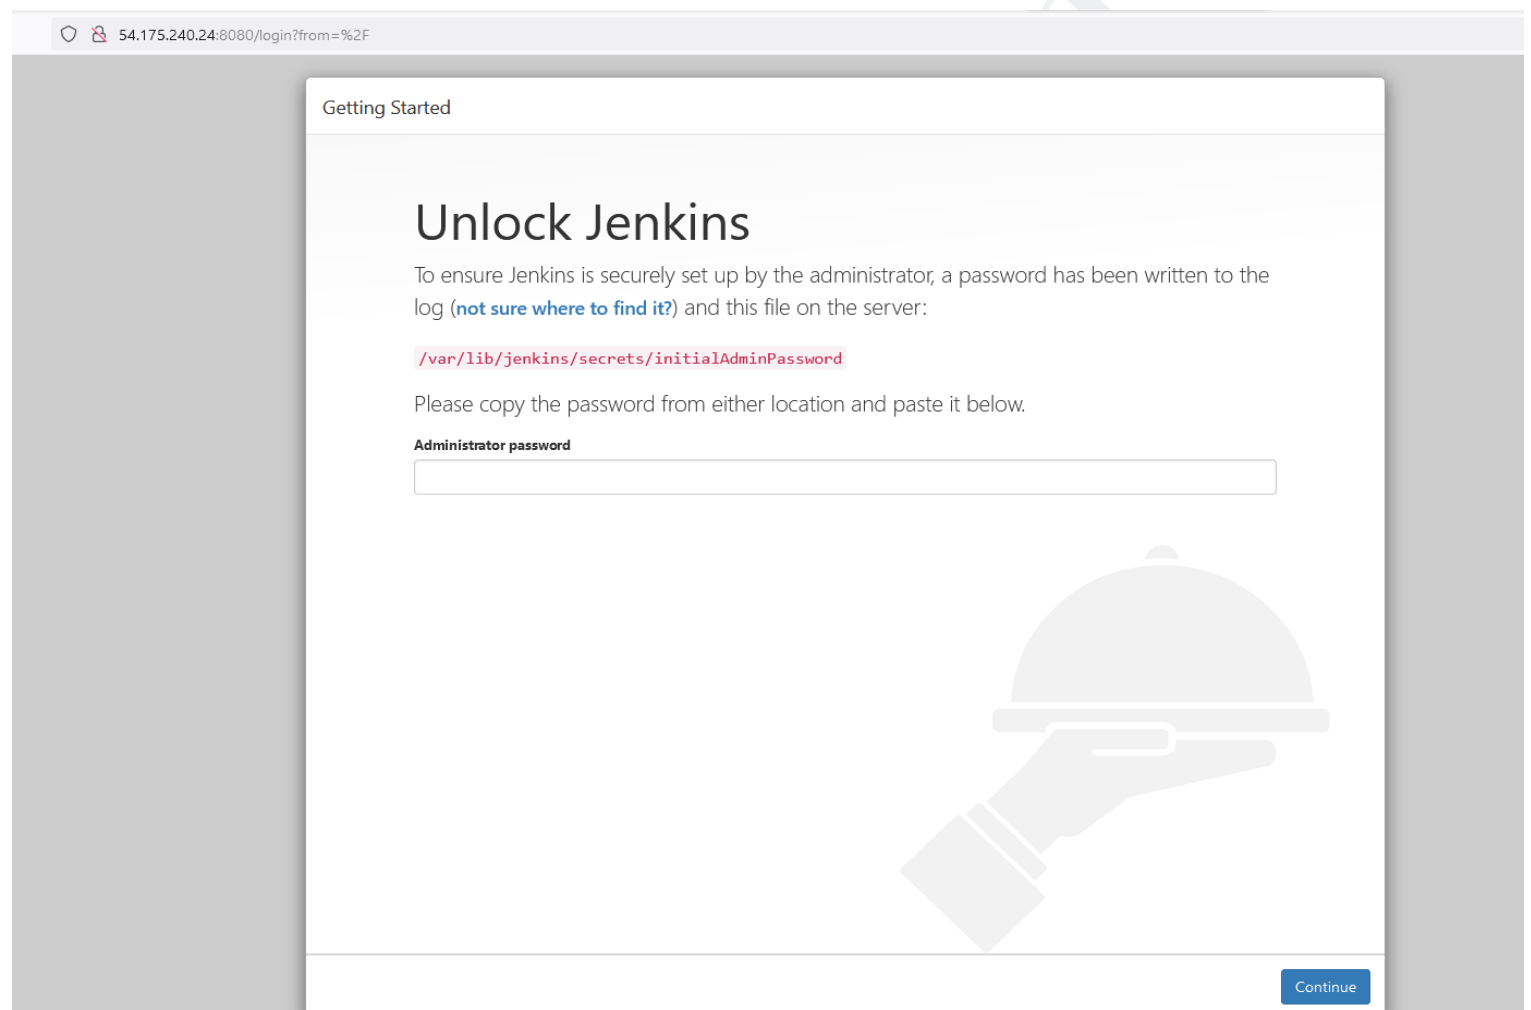 54.175.240.24:8080/login?from=%2F
Getting Started
Unlock Jenkins
To ensure Jenkins is securely set up by the administrator, a password has been written to the
log (not sure where to find it?) and this file on the server:
/var/lib/jenkins/secrets/initialAdminPassword
Please copy the password from either location and paste it below.
Administrator password
Continue